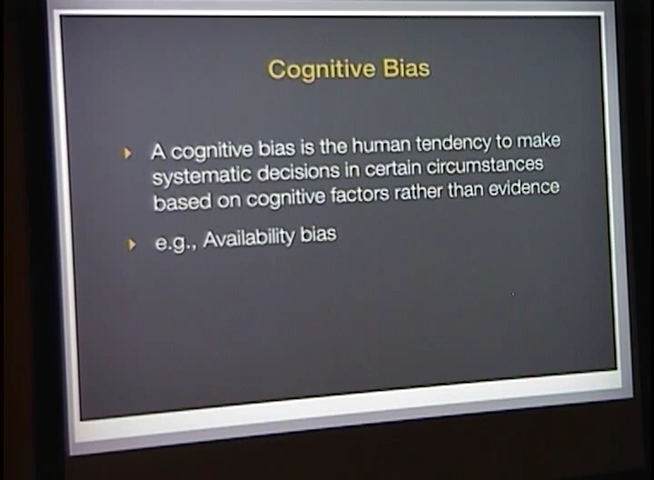 Cognitive Bias
A cognitive bias is the human tendency to make
systematic decisions in certain circumstances
based on cognitive factors rather than evidence
e.g., Availability bias